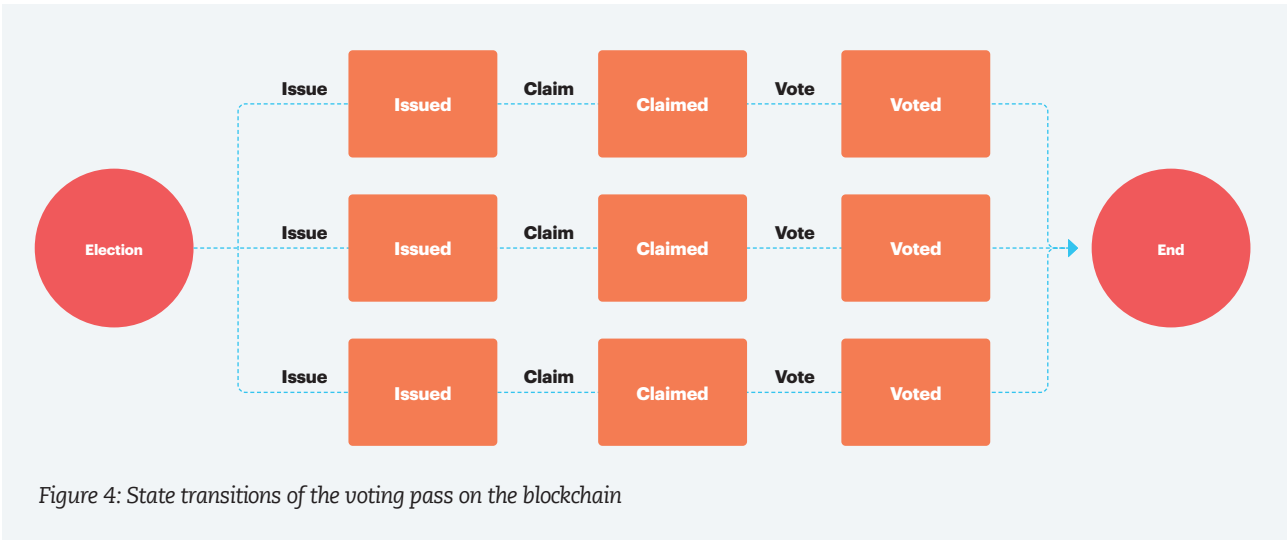 Issue
Issued
Claim
Claimed
Vote
Voted
Election
Issue
Issued
Claim
Claimed
Vote
Voted
End
Issue
Issued
Claim
Claimed
Vote
Voted
Figure 4: State transitions of the voting pass on the blockchain